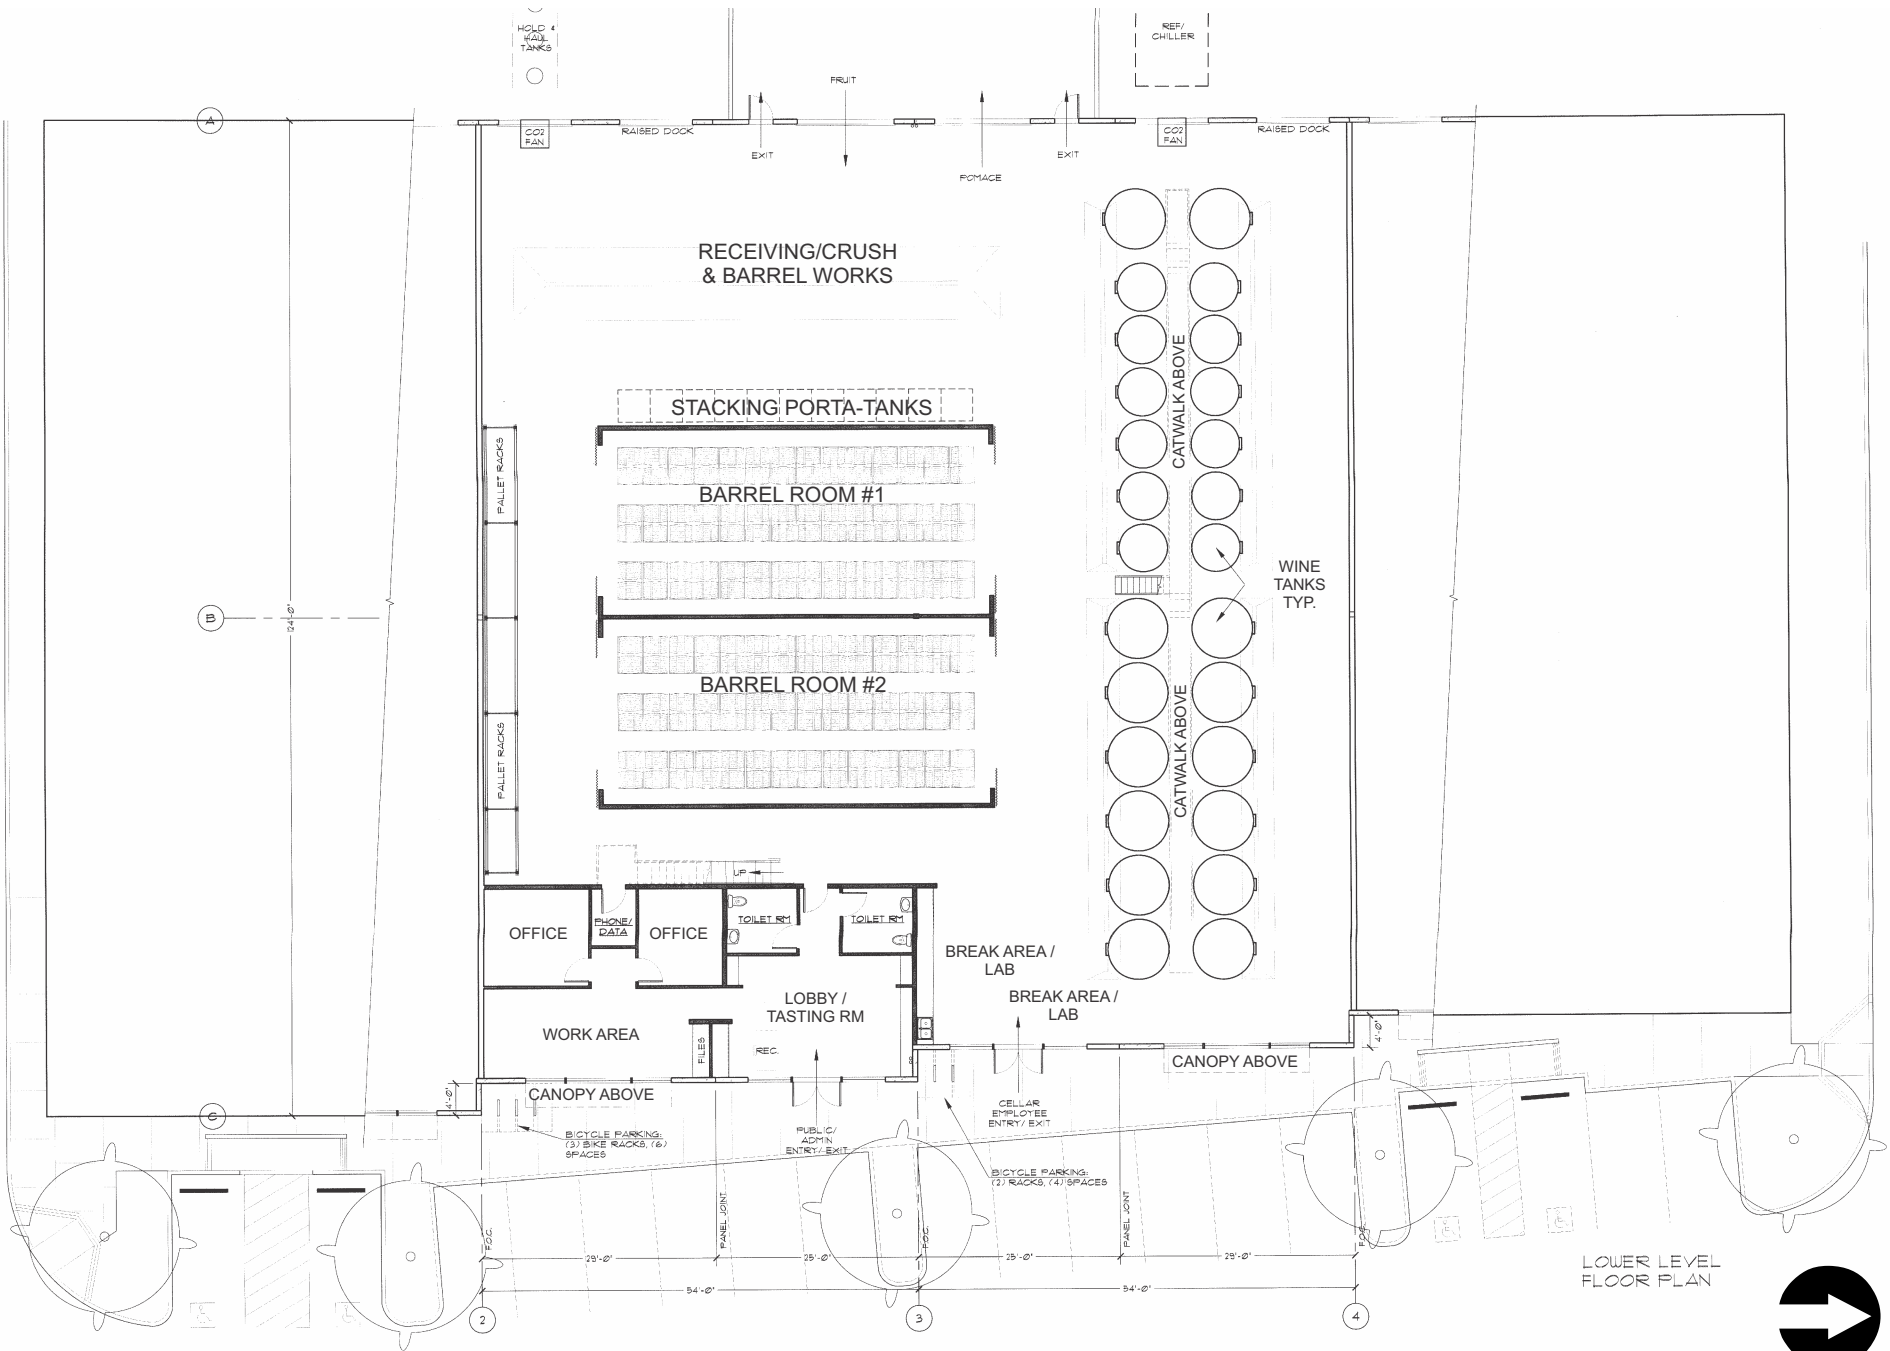 HOLD &
HAUL
TANKS
REF/
CHILLER
FRUIT
A
CO2
FAN
RAISED DOCK
EXIT
POMACE
EXIT
CO2
FAN
RAISED DOCK
RECEIVING/CRUSH
& BARREL WORKS
STACKING PORTA-TANKS
PALLET RACKS
BARREL ROOM #1
CATWALK ABOVE
WINE
TANKS
TYP.
B
124'-0"
BARREL ROOM #2
PALLET RACKS
CATWALK ABOVE
UP
OFFICE
PHONE/
DATA
OFFICE
TOILET RM
TOILET RM
BREAK AREA /
LAB
BREAK AREA /
LAB
LOBBY /
TASTING RM
WORK AREA
FILES
REC.
4'-0"
CANOPY ABOVE
CANOPY ABOVE
4'-0"
C
BICYCLE PARKING:
(3) BIKE RACKS, (6)
SPACES
PUBLIC/
ADMIN
ENTRY/EXIT
CELLAR
EMPLOYEE
ENTRY/ EXIT
BICYCLE PARKING:
(2) RACKS, (4) SPACES
F.O.C.
PANEL JOINT
F.O.C.
PANEL JOINT
F.O.C.
29'-0"
25'-0"
25'-0"
29'-0"
54'-0"
54'-0"
2
3
4
LOWER LEVEL
FLOOR PLAN